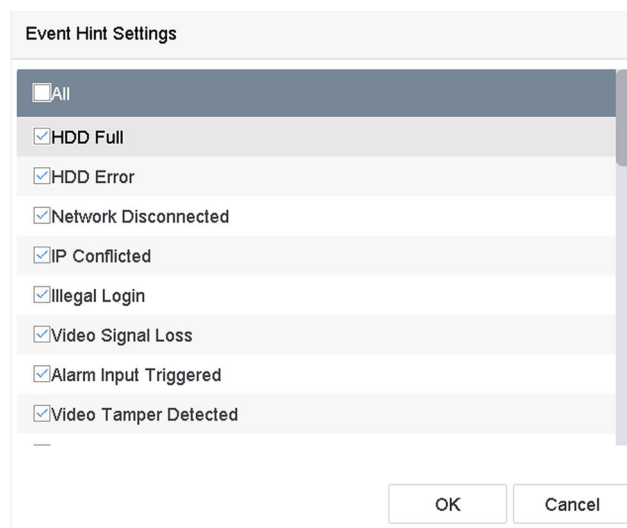 Event Hint Settings
All
HDD Full
HDD Error
Network Disconnected
IP Conflicted
Illegal Login
Video Signal Loss
Alarm Input Triggered
Video Tamper Detected
OK
Cancel